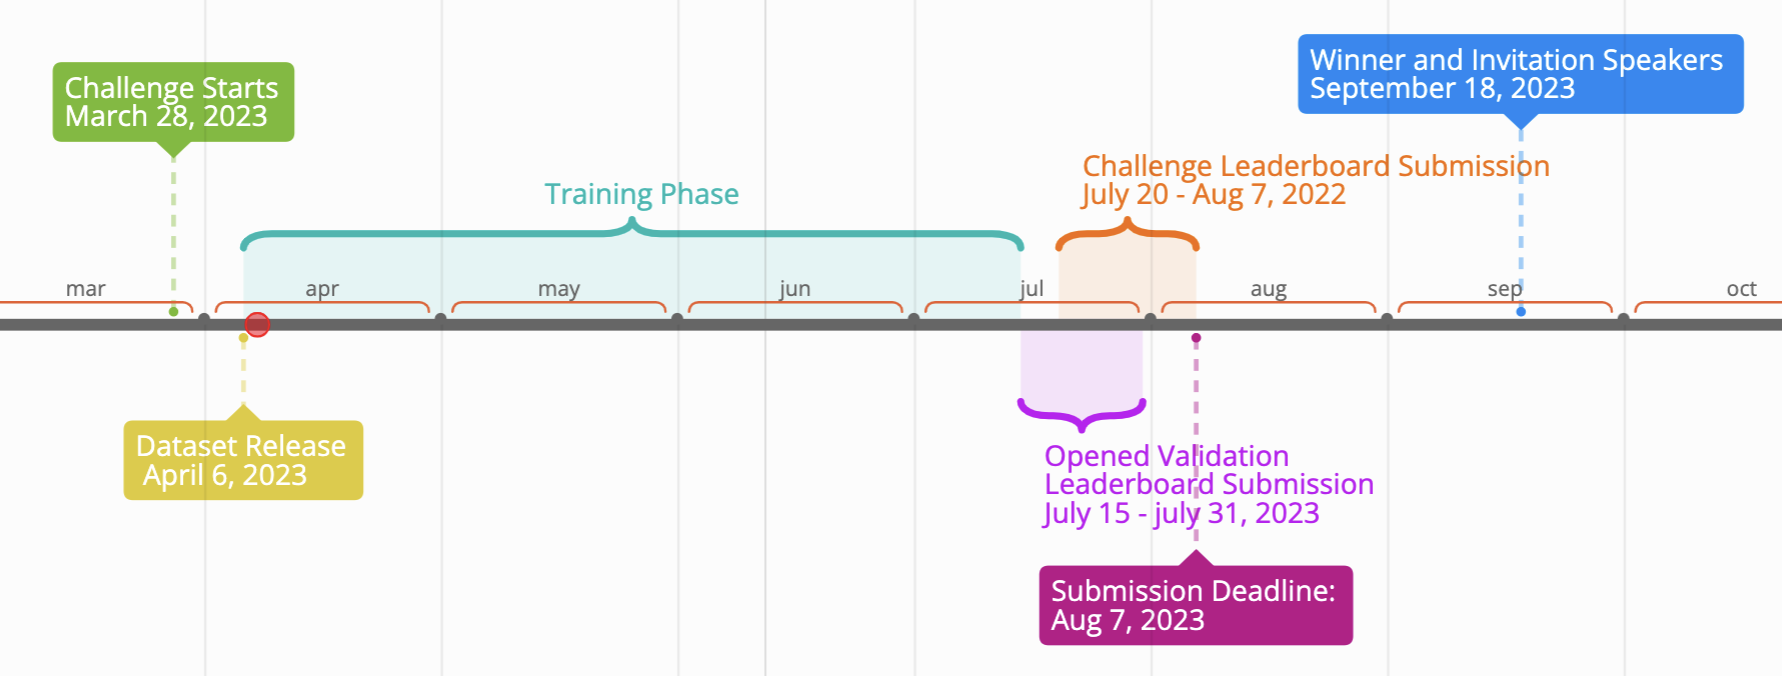 Challenge Starts
March 28, 2023
Winner and Invitation Speakers
September 18, 2023
Training Phase
Challenge Leaderboard Submission
July 20 - Aug 7, 2022
mar
apr
may
jun
jul
aug
sep
oct
Dataset Release
April 6, 2023
Opened Validation
Leaderboard Submission
July 15 - july 31, 2023
Submission Deadline:
Aug 7, 2023